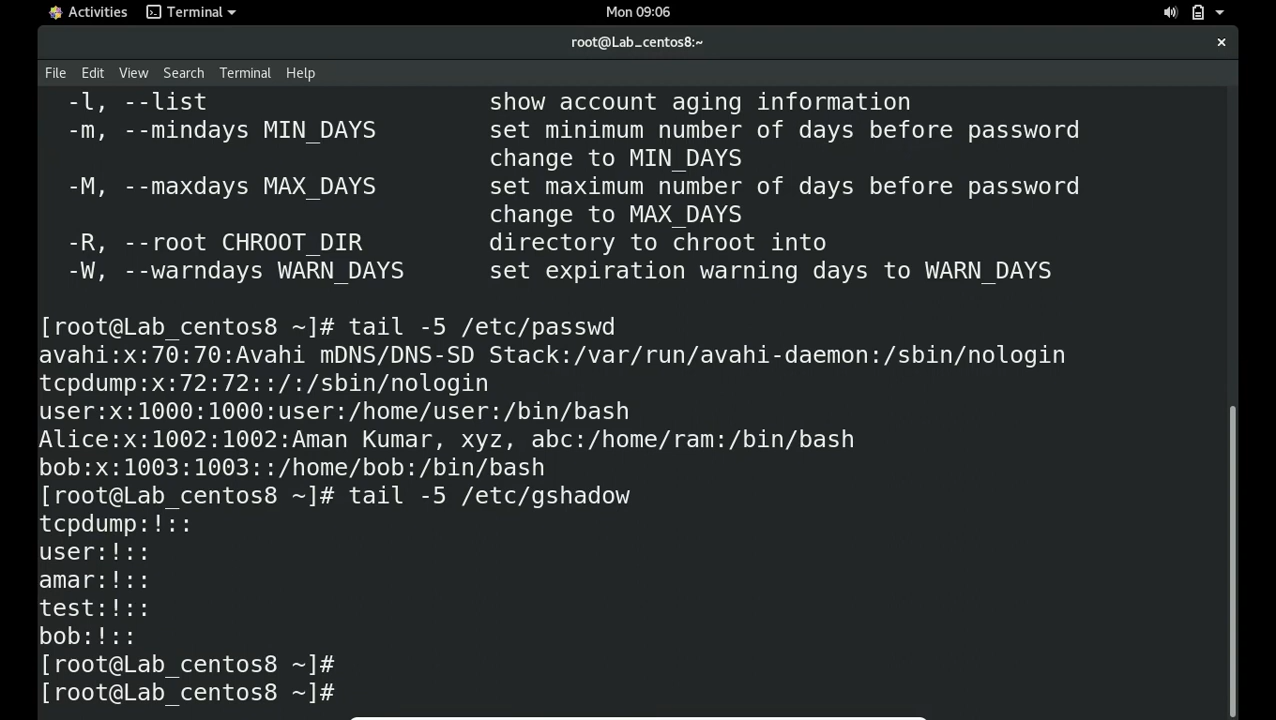 Activities Terminal Mon 09:06
root@Lab_centos8:~ ×
File Edit View Search Terminal Help
-l, --list show account aging information
-m, --mindays MIN_DAYS set minimum number of days before password
change to MIN_DAYS
-M, --maxdays MAX_DAYS set maximum number of days before password
change to MAX_DAYS
-R, --root CHROOT_DIR directory to chroot into
-W, --warndays WARN_DAYS set expiration warning days to WARN_DAYS
[root@Lab_centos8 ~]# tail -5 /etc/passwd
avahi:x:70:70:Avahi mDNS/DNS-SD Stack:/var/run/avahi-daemon:/sbin/nologin
tcpdump:x:72:72::/:/sbin/nologin
user:x:1000:1000:user:/home/user:/bin/bash
Alice:x:1002:1002:Aman Kumar, xyz, abc:/home/ram:/bin/bash
bob:x:1003:1003::/home/bob:/bin/bash
[root@Lab_centos8 ~]# tail -5 /etc/gshadow
tcpdump:!::
user:!::
amar:!::
test:!::
bob:!::
[root@Lab_centos8 ~]#
[root@Lab_centos8 ~]#